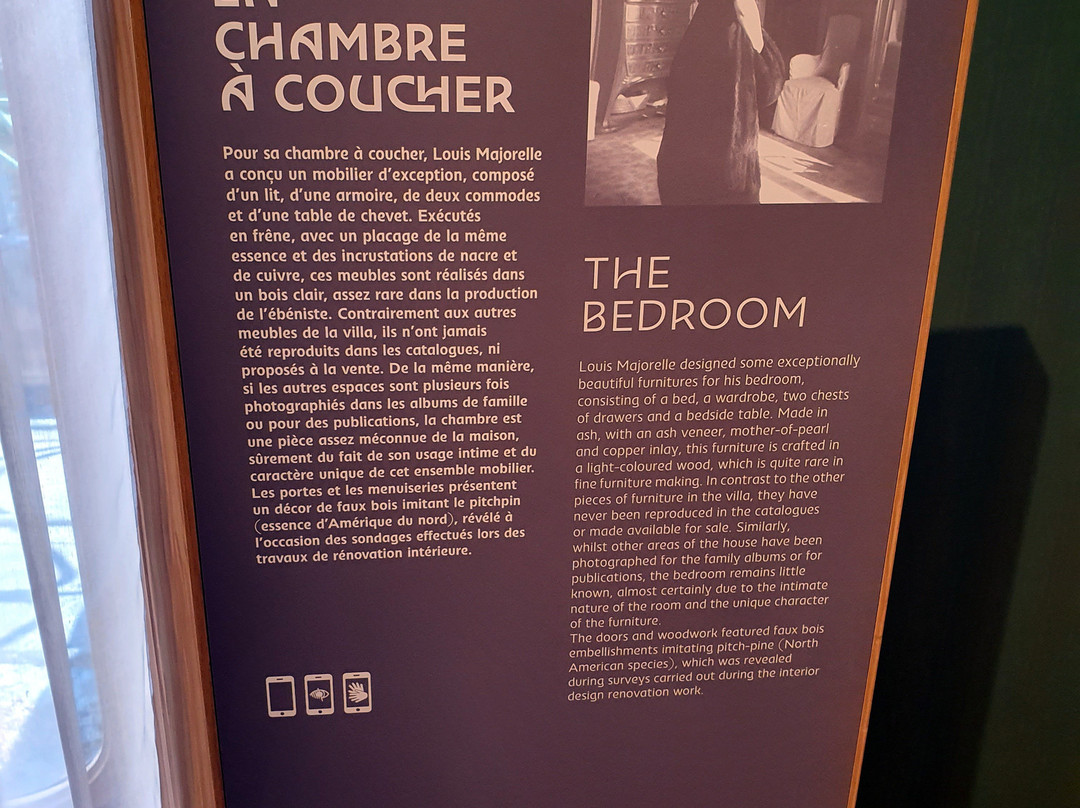 CHAMBRE
À COUCHER
Pour sa chambre à coucher, Louis Majorelle
a conçu un mobilier d'exception, composé
d'un lit, d'une armoire, de deux commodes
et d'une table de chevet. Exécutés
en frêne, avec un placage de la même
essence et des incrustations de nacre et
de cuivre, ces meubles sont réalisés dans
un bois clair, assez rare dans la production
de l'ébéniste. Contrairement aux autres
meubles de la villa, ils n'ont jamais
été reproduits dans les catalogues, ni
proposés à la vente. De la même manière,
si les autres espaces sont plusieurs fois
photographiés dans les albums de famille
ou pour des publications, la chambre est
une pièce assez méconnue de la maison,
sûrement du fait de son usage intime et du
caractère unique de cet ensemble mobilier.
Les portes et les menuiseries présentent
un décor de faux bois imitant le pitchpin
(essence d'Amérique du nord), révélé à
l'occasion des sondages effectués lors des
travaux de rénovation intérieure.
THE
BEDROOM
Louis Majorelle designed some exceptionally
beautiful furnitures for his bedroom,
consisting of a bed, a wardrobe, two chests
of drawers and a bedside table. Made in
ash, with an ash veneer, mother-of-pearl
and copper inlay, this furniture is crafted in
a light-coloured wood, which is quite rare in
fine furniture making. In contrast to the other
pieces of furniture in the villa, they have
never been reproduced in the catalogues
or made available for sale. Similarly,
whilst other areas of the house have been
photographed for the family albums or for
publications, the bedroom remains little
known, almost certainly due to the intimate
nature of the room and the unique character
of the furniture.
The doors and woodwork featured faux bois
embellishments imitating pitch-pine (North
American species), which was revealed
during surveys carried out during the interior
design renovation work.